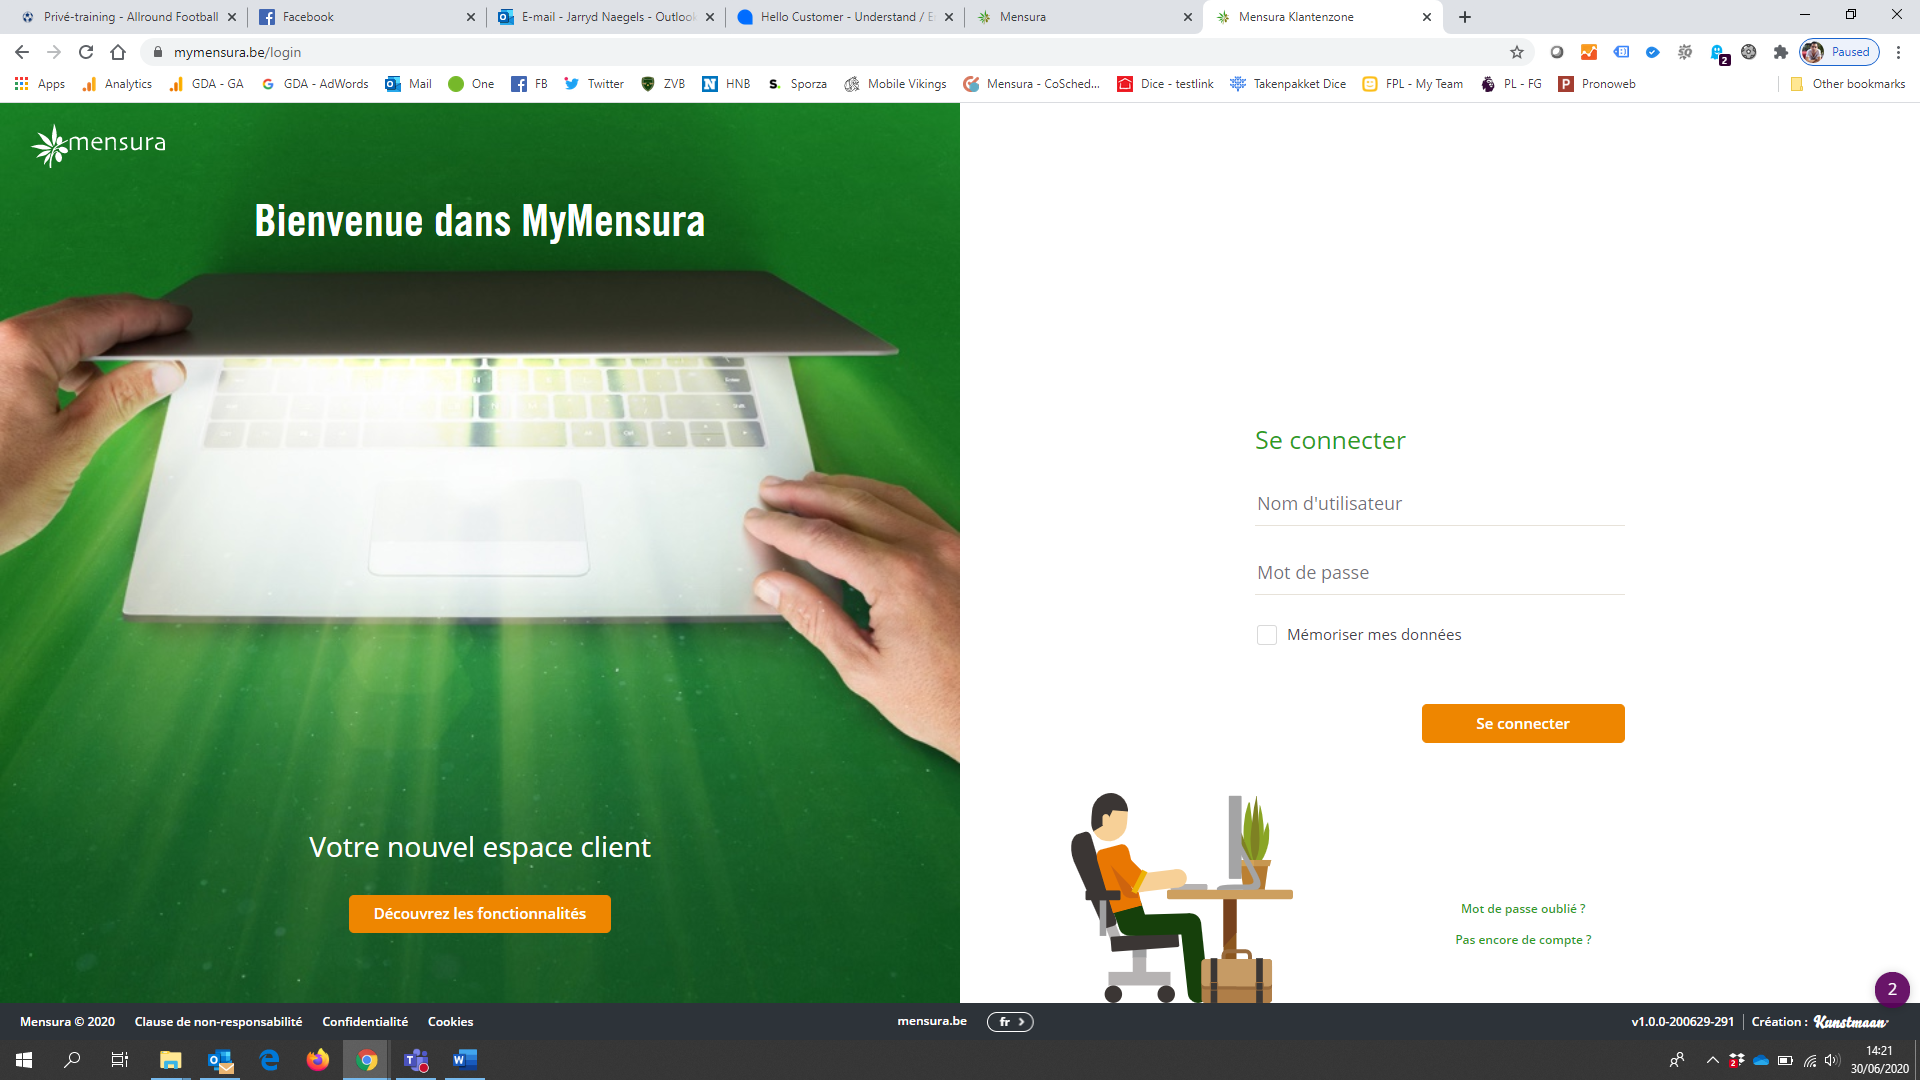 Privé-training - Allround Football
Facebook
E-mail - Jarryd Naegels - Outloo
Hello Customer - Understand / E
Mensura
Mensura Klantenzone
mymensura.be/login
2
Paused
Apps
Analytics
GDA - GA
GDA - AdWords
Mail
One
FB
Twitter
ZVB
HNB
Sporza
Mobile Vikings
Mensura - CoSched...
Dice - testlink
Takenpakket Dice
FPL - My Team
PL - FG
Pronoweb
Other bookmarks
mensura
Bienvenue dans MyMensura
Votre nouvel espace client
Découvrez les fonctionnalités
Se connecter
Nom d'utilisateur
Mot de passe
Mémoriser mes données
Se connecter
Mot de passe oublié ?
Pas encore de compte ?
2
Mensura © 2020
Clause de non-responsabilité
Confidentialité
Cookies
mensura.be
fr
v1.0.0-200629-291
Création : Kunstmaan
14:21
30/06/2020